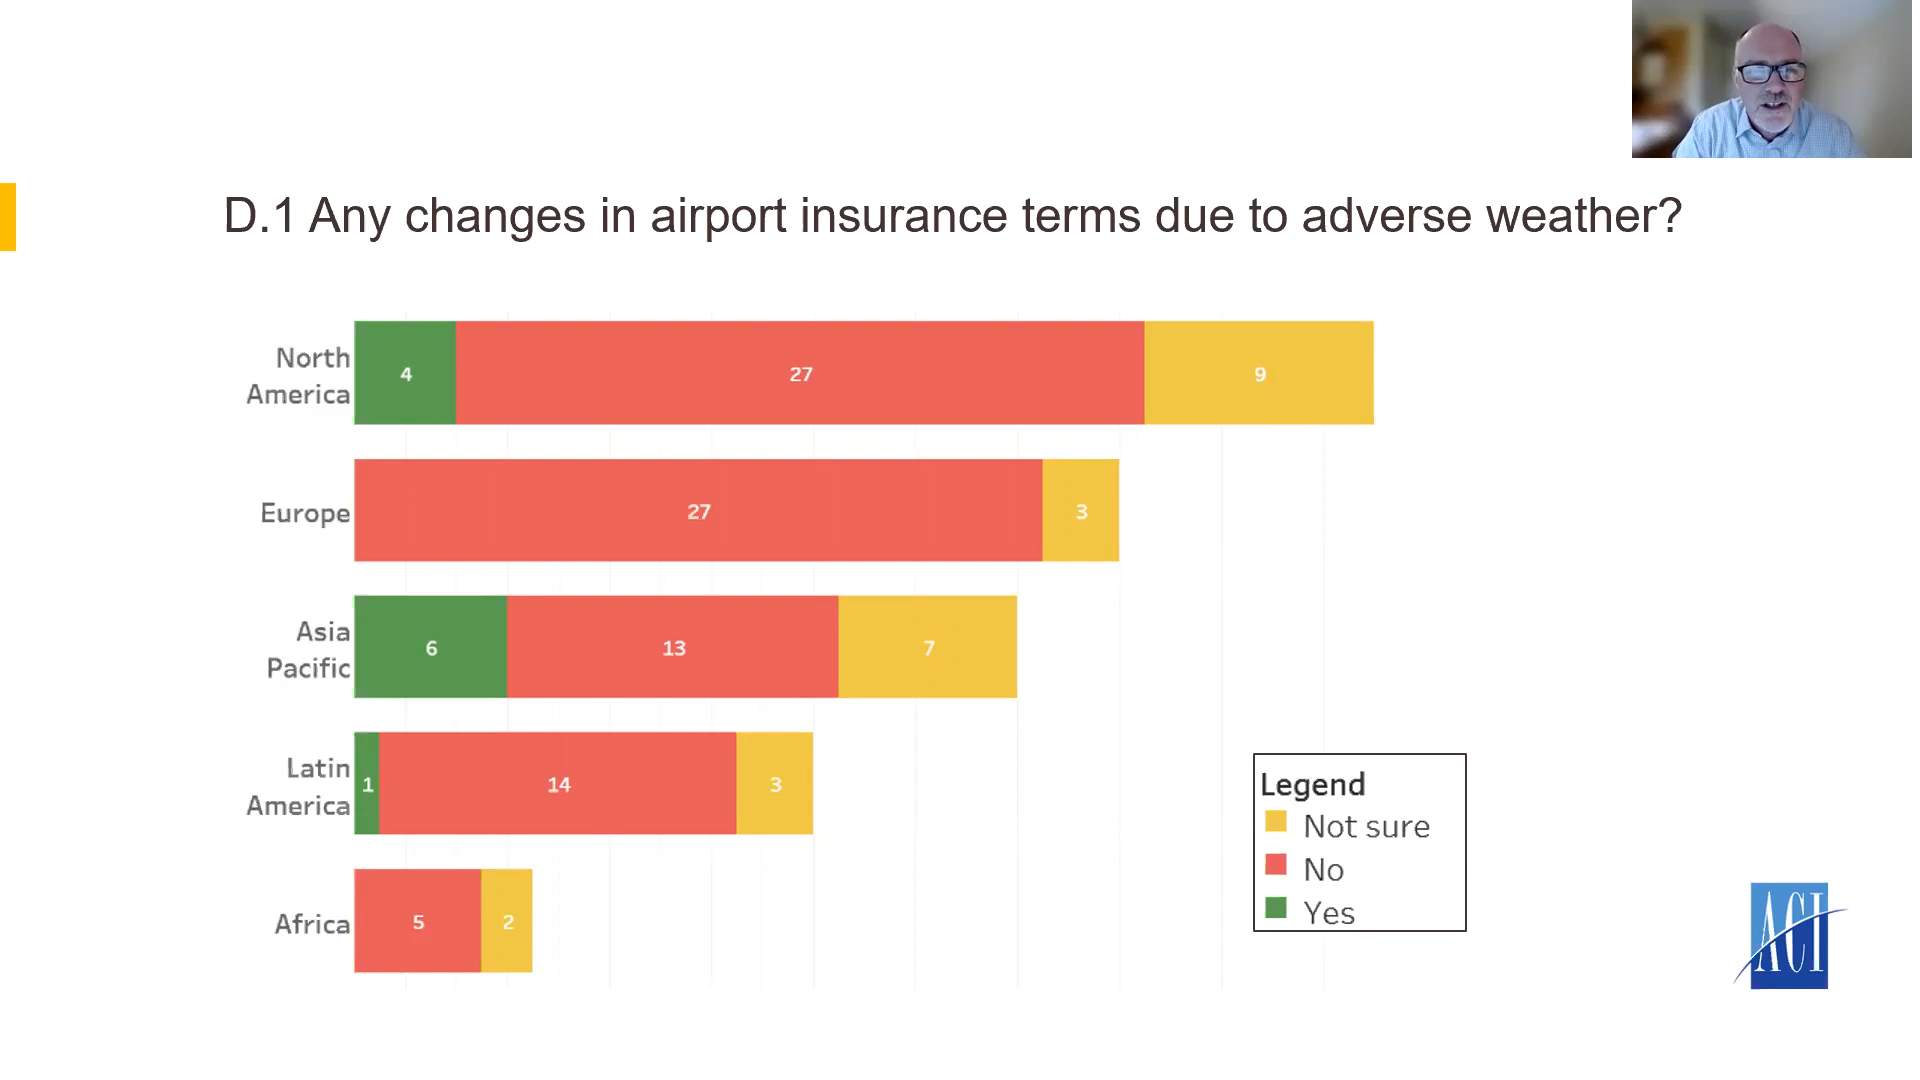 D.1 Any changes in airport insurance terms due to adverse weather?
North
America
4
27
9
Europe
27
3
Asia
Pacific
6
13
7
Latin
America
1
14
3
Africa
5
2
Legend
Not sure
No
Yes
ACI